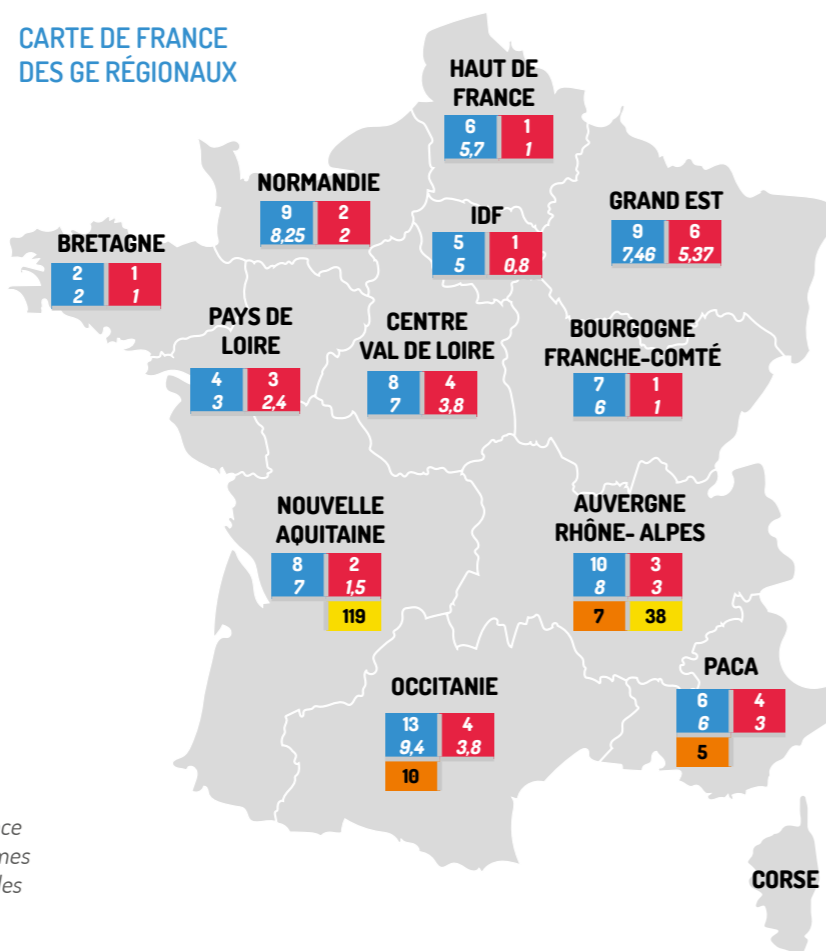 CARTE DE FRANCE
DES GE RÉGIONAUX
HAUT DE
FRANCE
6 1
5,7 1
NORMANDIE
9 2
8,25 2
IDF
5 1
5 0,8
GRAND EST
9 6
7,46 5,37
BRETAGNE
2 1
2 1
PAYS DE
LOIRE
4 3
3 2,4
CENTRE
VAL DE LOIRE
8 4
7 3,8
BOURGOGNE
FRANCHE-COMTÉ
7 1
6 1
NOUVELLE
AQUITAINE
8 2
7 1,5
119
AUVERGNE
RHÔNE- ALPES
10 3
8 3
7 38
OCCITANIE
13 4
9,4 3,8
10
PACA
6 4
6 3
5
CORSE